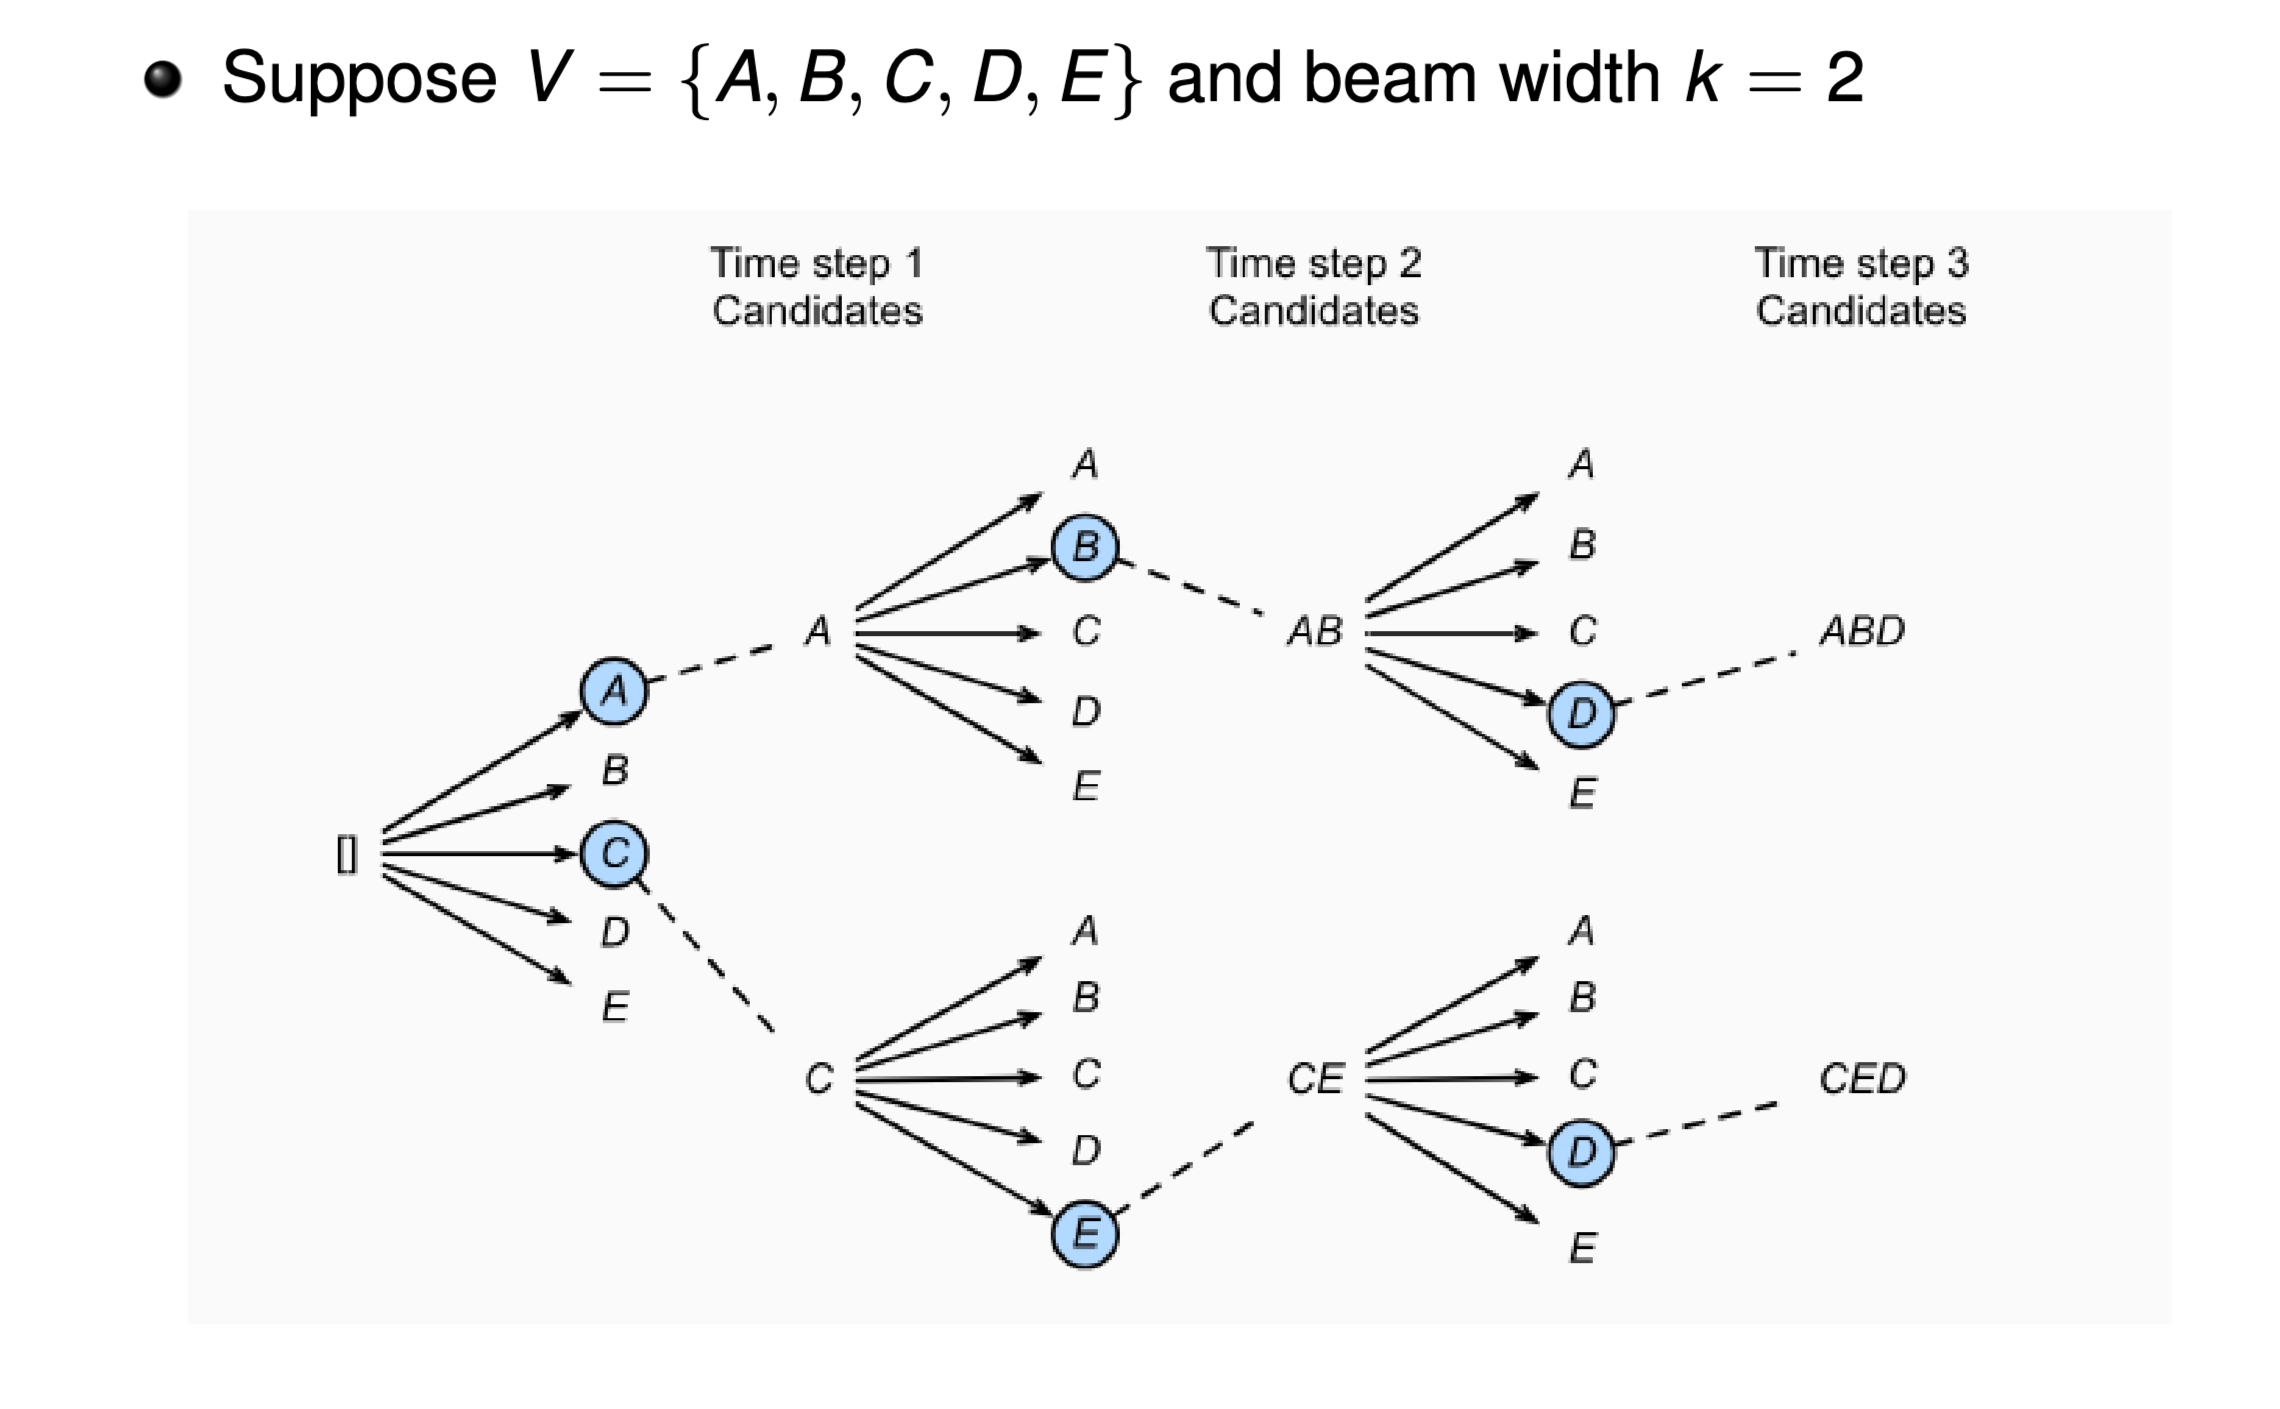 Suppose V = {A, B, C, D, E} and beam width k = 2
Time step 1
Candidates
Time step 2
Candidates
Time step 3
Candidates
[]
A
B
C
D
E
A
A
B
C
D
E
C
A
B
C
D
E
AB
A
B
C
D
E
CE
A
B
C
D
E
ABD
CED